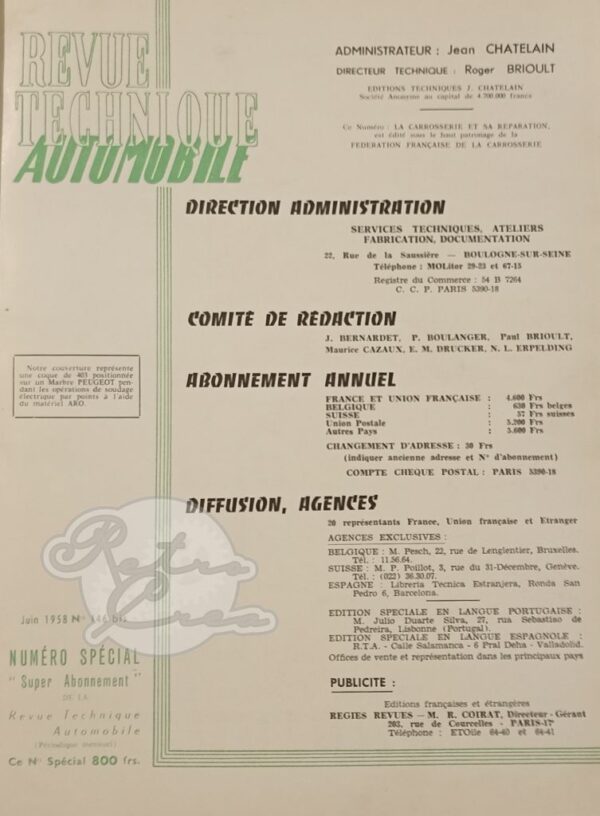 REVUE
TECHNIQUE
AUTOMOBILE
ADMINISTRATEUR : Jean CHATELAIN
DIRECTEUR TECHNIQUE : Roger BRIOULT
EDITIONS TECHNIQUES J. CHATELAIN
Société Anonyme au capital de 4.700.000 francs
Ce Numéro : LA CARROSSERIE ET SA REPARATION,
est édité sous le haut patronage de la
FEDERATION FRANÇAISE DE LA CARROSSERIE
DIRECTION ADMINISTRATION
SERVICES TECHNIQUES, ATELIERS
FABRICATION, DOCUMENTATION
22, Rue de la Saussière — BOULOGNE-SUR-SEINE
Téléphone : MOLitor 29-23 et 67-15
Registre du Commerce : 54 B 7264
C. C. P. PARIS 5390-18
COMITÉ DE RÉDACTION
J. BERNARDET, P. BOULANGER, Paul BRIOULT,
Maurice CAZAUX, E. M. DRUCKER, N. L. ERPELDING
Notre couverture représente
une coque de 403 positionnée
sur un Marbre PEUGEOT pen-
dant les opérations de soudage
électrique par points à l'aide
du matériel ARO.
ABONNEMENT ANNUEL
FRANCE ET UNION FRANÇAISE : 4.600 Frs
BELGIQUE : 630 Frs belges
SUISSE : 57 Frs suisses
Union Postale : 5.200 Frs
Autres Pays : 5.600 Frs
CHANGEMENT D'ADRESSE : 30 Frs
(indiquer ancienne adresse et N° d'abonnement)
COMPTE CHEQUE POSTAL : PARIS 5390-18
DIFFUSION, AGENCES
20 représentants France, Union française et Etranger
AGENCES EXCLUSIVES :
BELGIQUE : M. Pesch, 22, rue de Lenglentier, Bruxelles.
Tél. : 11.56.64.
SUISSE : M. P. Poillot, 3, rue du 31-Décembre, Genève.
Tél. : (022) 36.30.07.
ESPAGNE : Libreria Tecnica Estranjera, Ronda San
Pedro 6, Barcelona.
EDITION SPECIALE EN LANGUE PORTUGAISE :
M. Julio Duarte Silva, 27, rua Sebastiao de
Pedreira, Lisbonne (Portugal).
EDITION SPECIALE EN LANGUE ESPAGNOLE :
R.T.A. - Calle Salamanca - 6 Pral Deha - Valladolid.
Offices de vente et représentation dans les principaux pays
PUBLICITE :
Editions françaises et étrangères
REGIES REVUES — M. R. COIRAT, Directeur - Gérant
203, rue de Courcelles - PARIS-17e
Téléphone : ETOile 64-40 et 64-41
Retro
Crea
Juin 1958 N° 146 bis
NUMÉRO SPÉCIAL
"Super Abonnement"
DE LA
Revue Technique
Automobile
(Périodique mensuel)
Ce N° Spécial 800 frs.